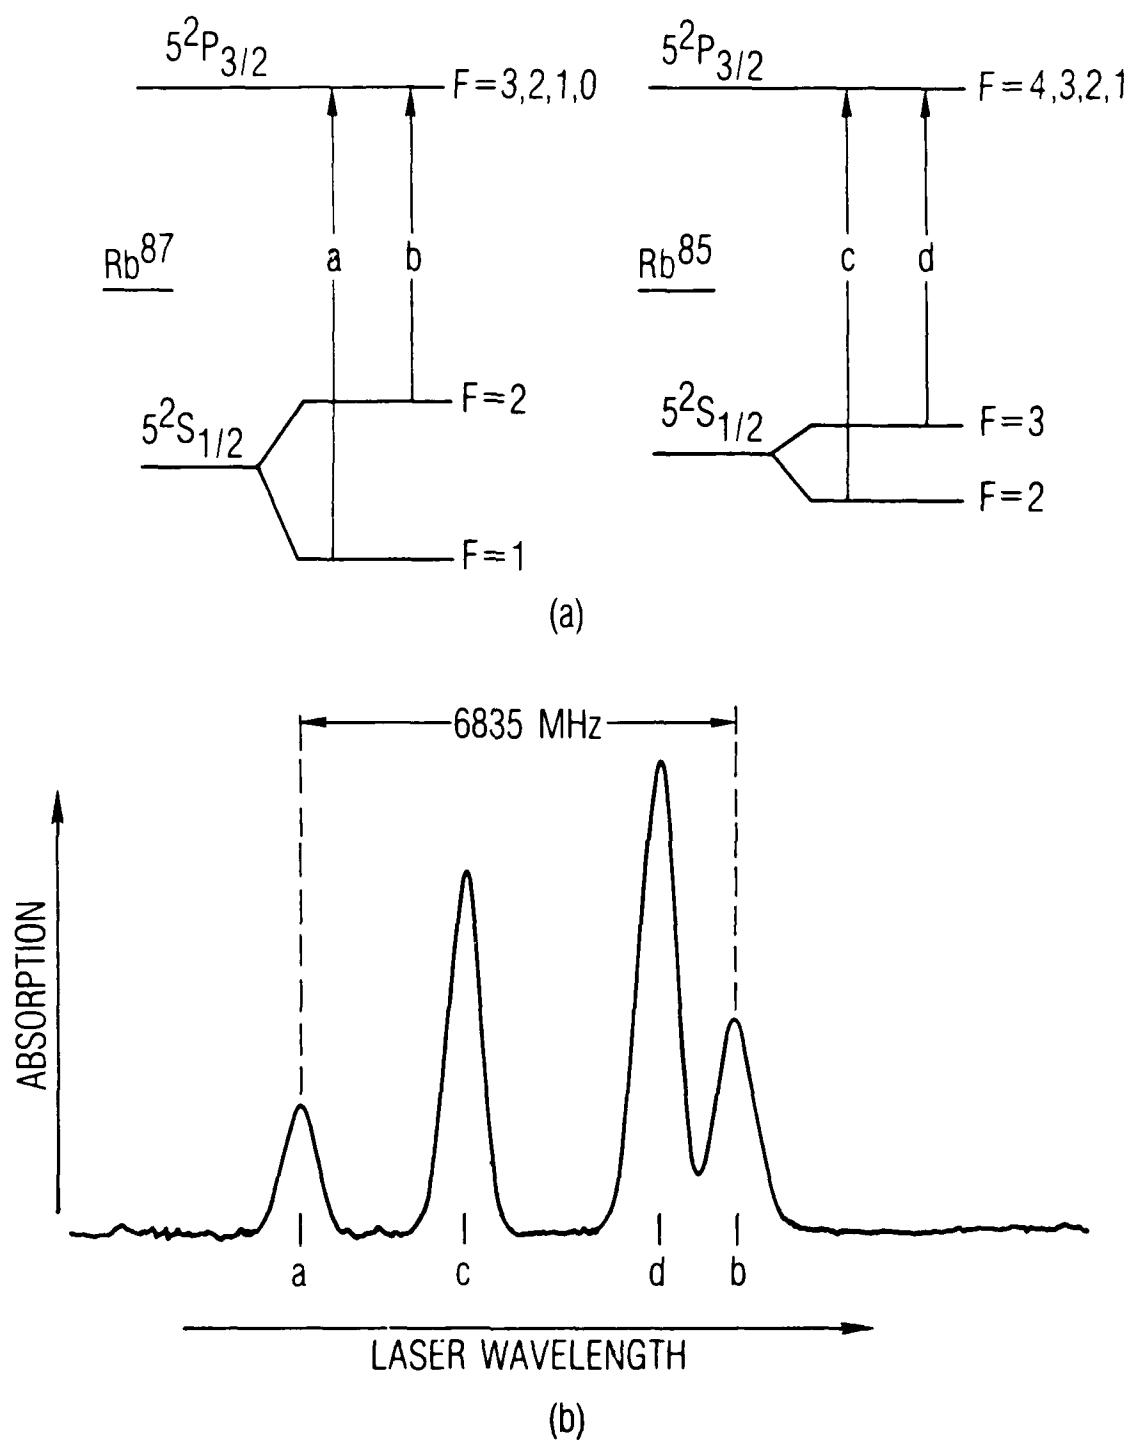 5²P3/2
F=3,2,1,0
5²P3/2
F=4,3,2,1
Rb87
a
b
Rb85
c
d
5²S1/2
F=2
F=1
5²S1/2
F=3
F=2
(a)
6835 MHz
ABSORPTION
a
c
d
b
LASER WAVELENGTH
(b)